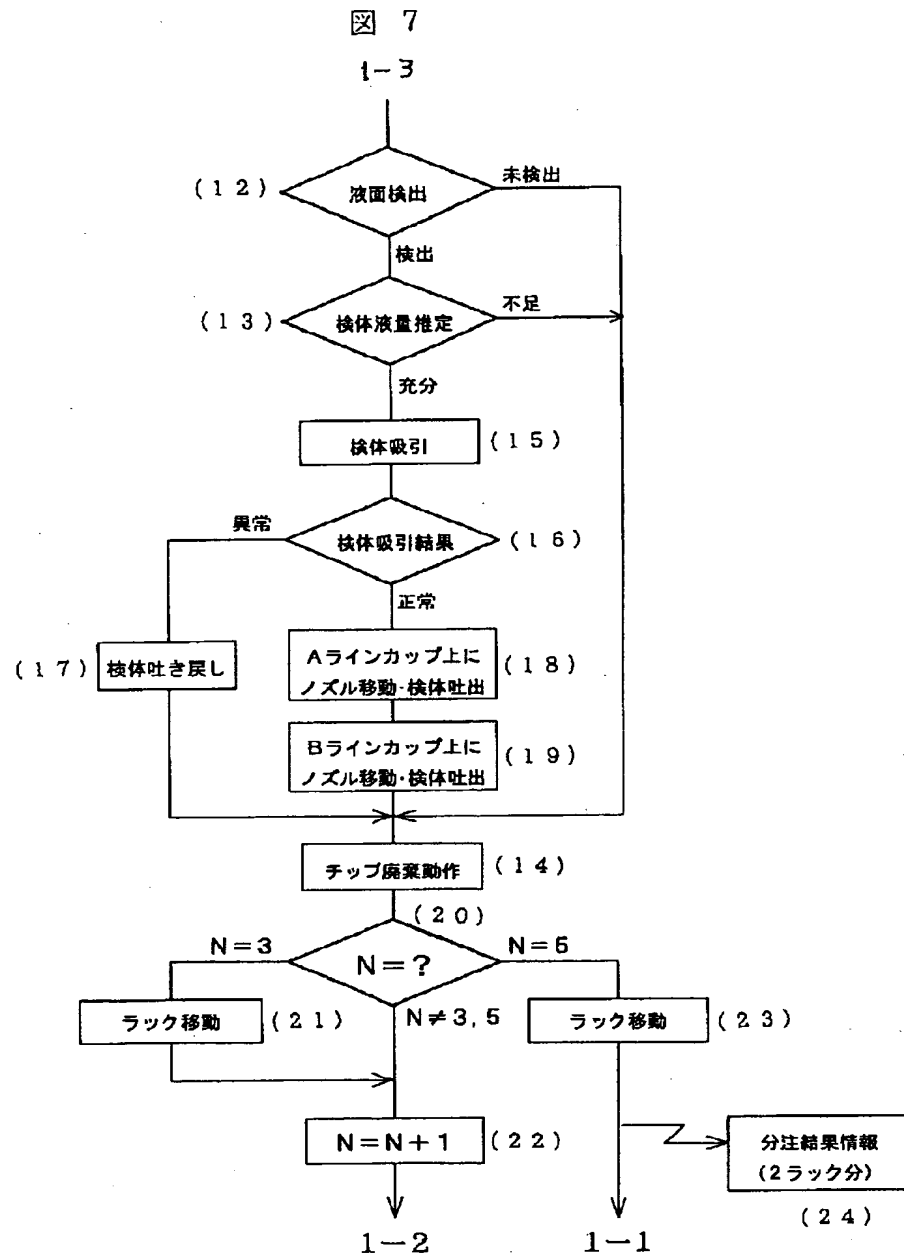 図 7
1-3
(12)
液面検出
未検出
検出
(13)
検体液量推定
不足
充分
検体吸引
(15)
異常
検体吸引結果
(16)
正常
(17)
検体吐き戻し
Aラインカップ上に
ノズル移動·検体吐出
(18)
Bラインカップ上に
ノズル移動·検体吐出
(19)
チップ廃棄動作
(14)
(20)
N=3
N=?
N=5
ラック移動
(21)
N≠3,5
ラック移動
(23)
N=N+1
(22)
分注結果情報
(2ラック分)
(24)
1-2
1-1